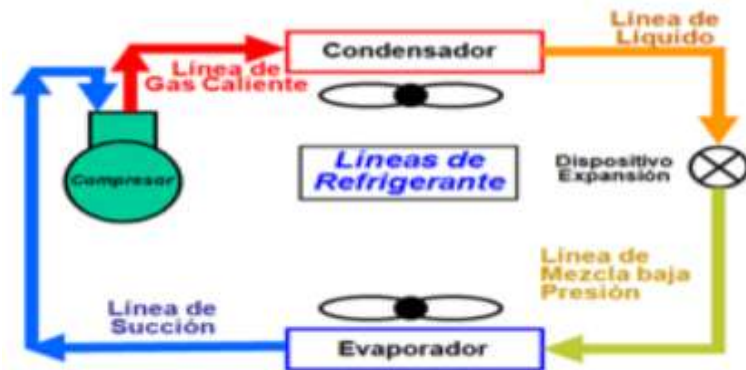 Línea de
Líquido
Condensador
Línea de
Gas Caliente
Líneas de
Refrigerante
Compresor
Dispositivo
Expansión
Línea de
Mezcla baja
Presión
Línea de
Succión
Evaporador